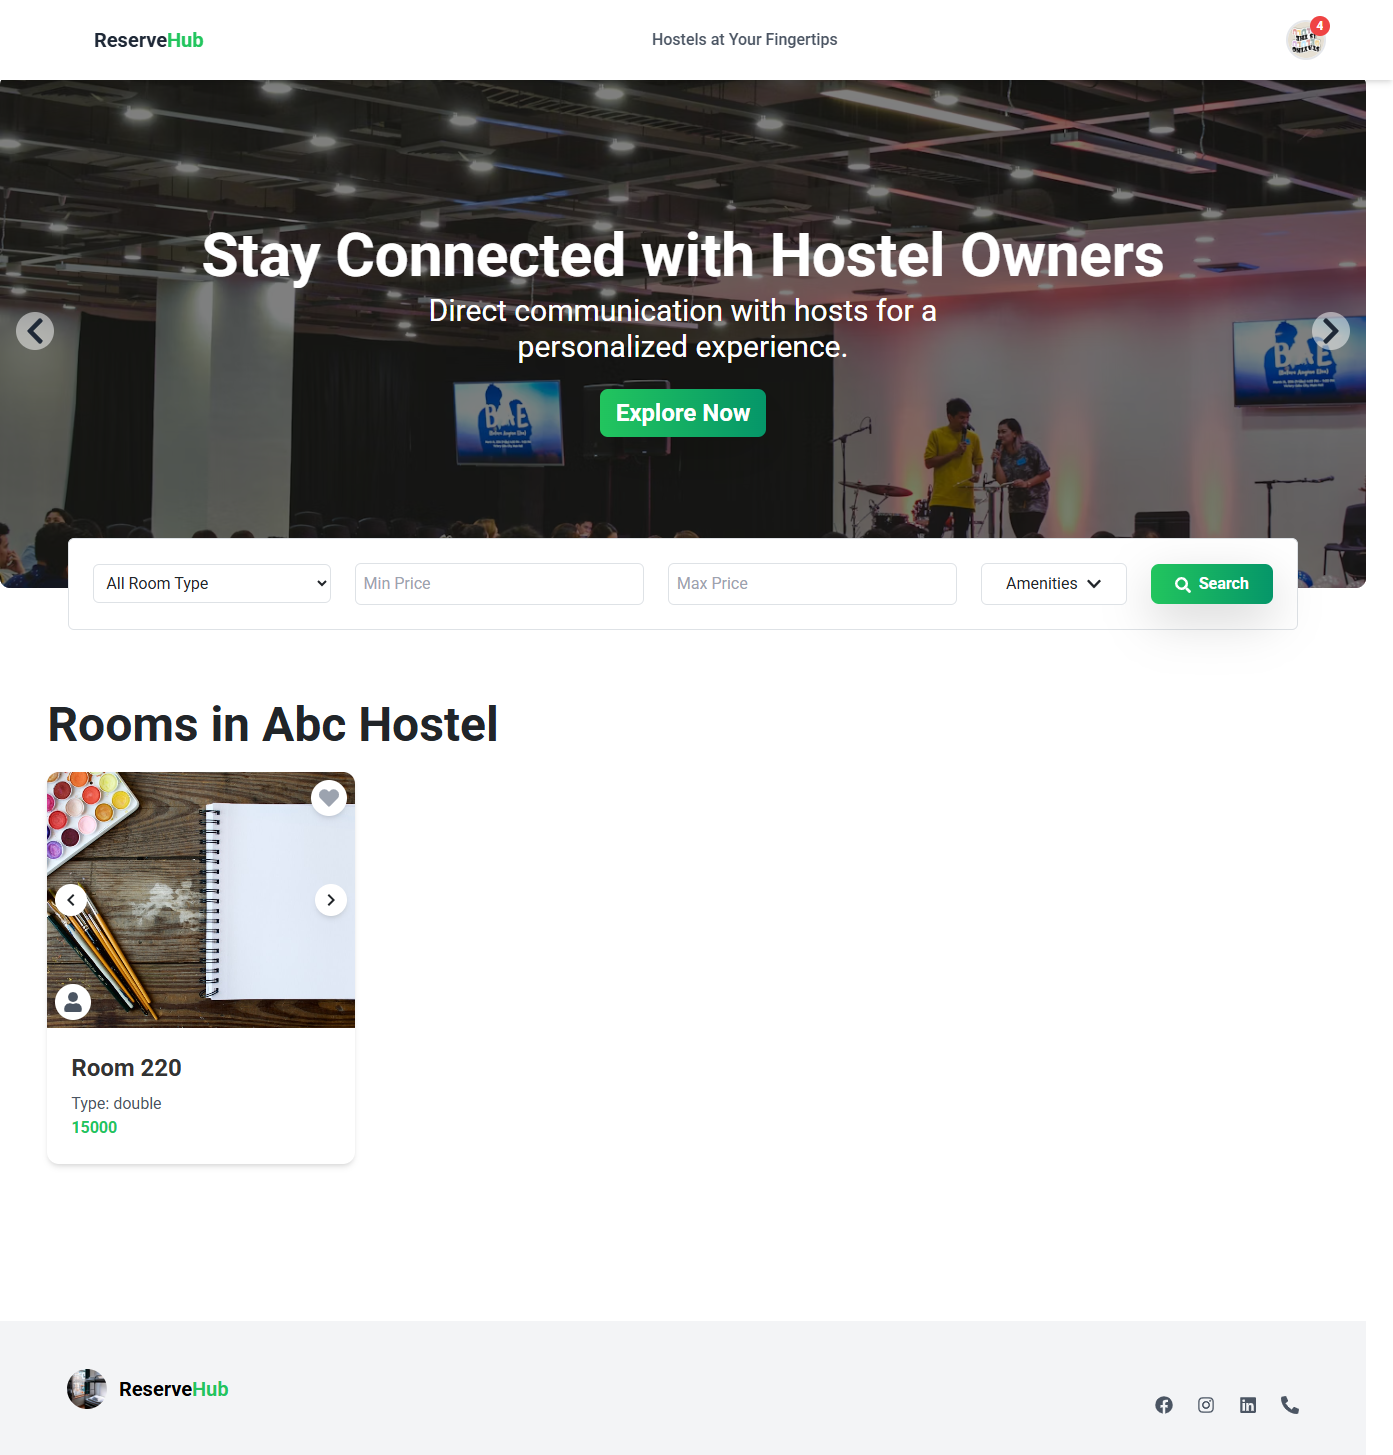 ReserveHub
Hostels at Your Fingertips
4
Stay Connected with Hostel Owners
Direct communication with hosts for a
personalized experience.
Explore Now
All Room Type
Min Price
Max Price
Amenities
Search
Rooms in Abc Hostel
Room 220
Type: double
15000
ReserveHub